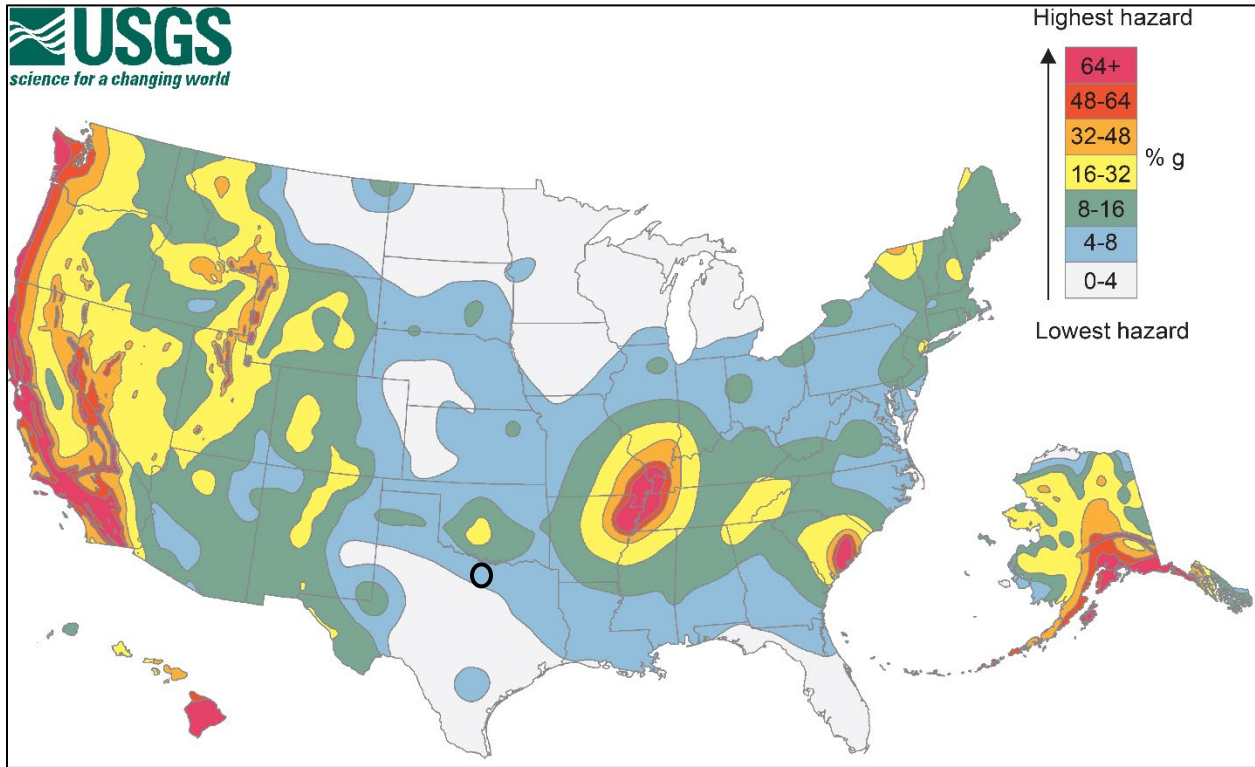 USGS
science for a changing world
Highest hazard
64+
48-64
32-48
16-32
8-16
4-8
0-4
% g
Lowest hazard